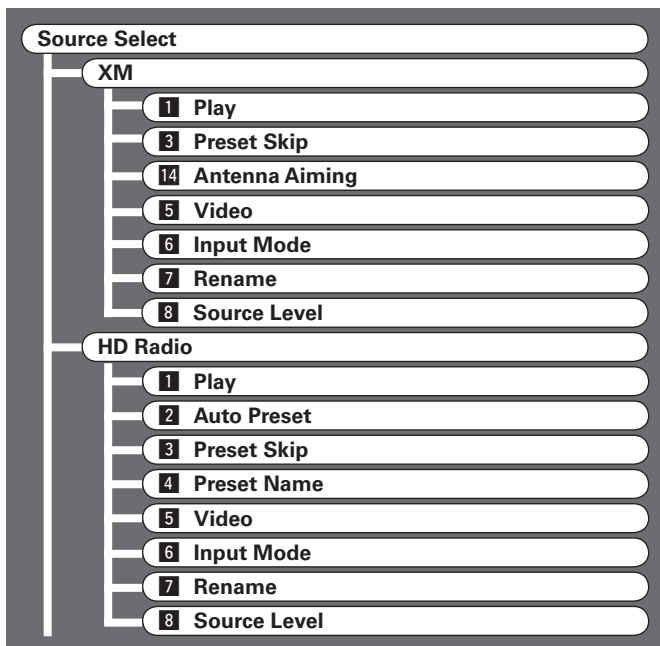 Source Select
XM
1 Play
3 Preset Skip
14 Antenna Aiming
5 Video
6 Input Mode
7 Rename
8 Source Level
HD Radio
1 Play
2 Auto Preset
3 Preset Skip
4 Preset Name
5 Video
6 Input Mode
7 Rename
8 Source Level